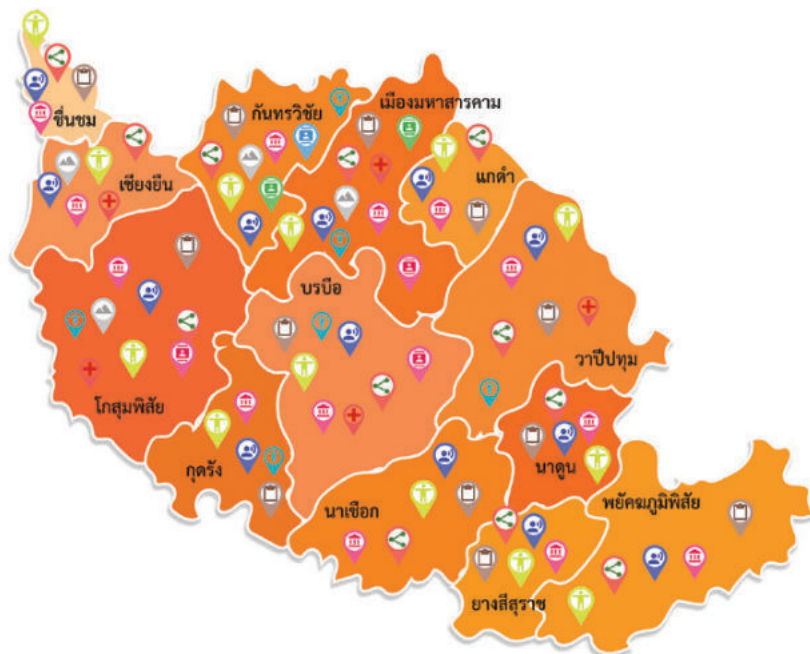 ชื่นชม
กันทรวิชัย
เมืองมหาสารคาม
เชียงยืน
แกดำ
บรบือ
วาปีปทุม
โกสุมพิสัย
กุดรัง
นาดูน
นาเชือก
พยัคฆภูมิพิสัย
ยางสีสุราช